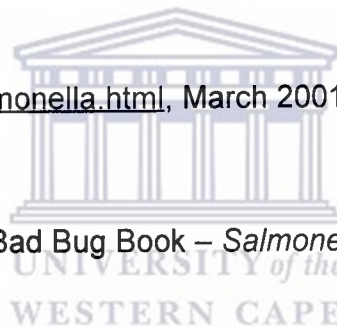 monella.html, March 2001
Bad Bug Book – Salmone
UNIVERSITY of the
WESTERN CAPE